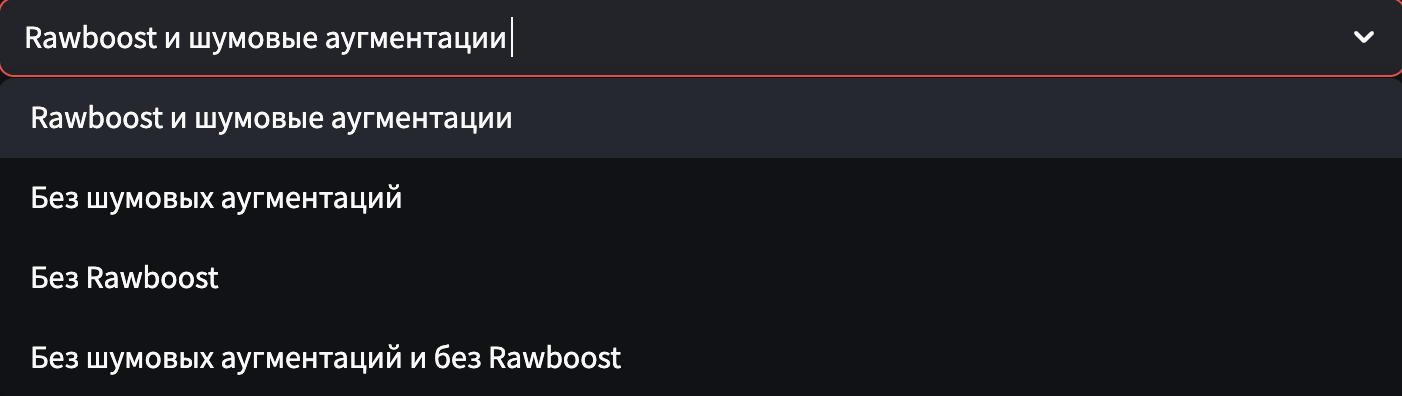 Rawboost и шумовые аугментации
Rawboost и шумовые аугментации
Без шумовых аугментаций
Без Rawboost
Без шумовых аугментаций и без Rawboost